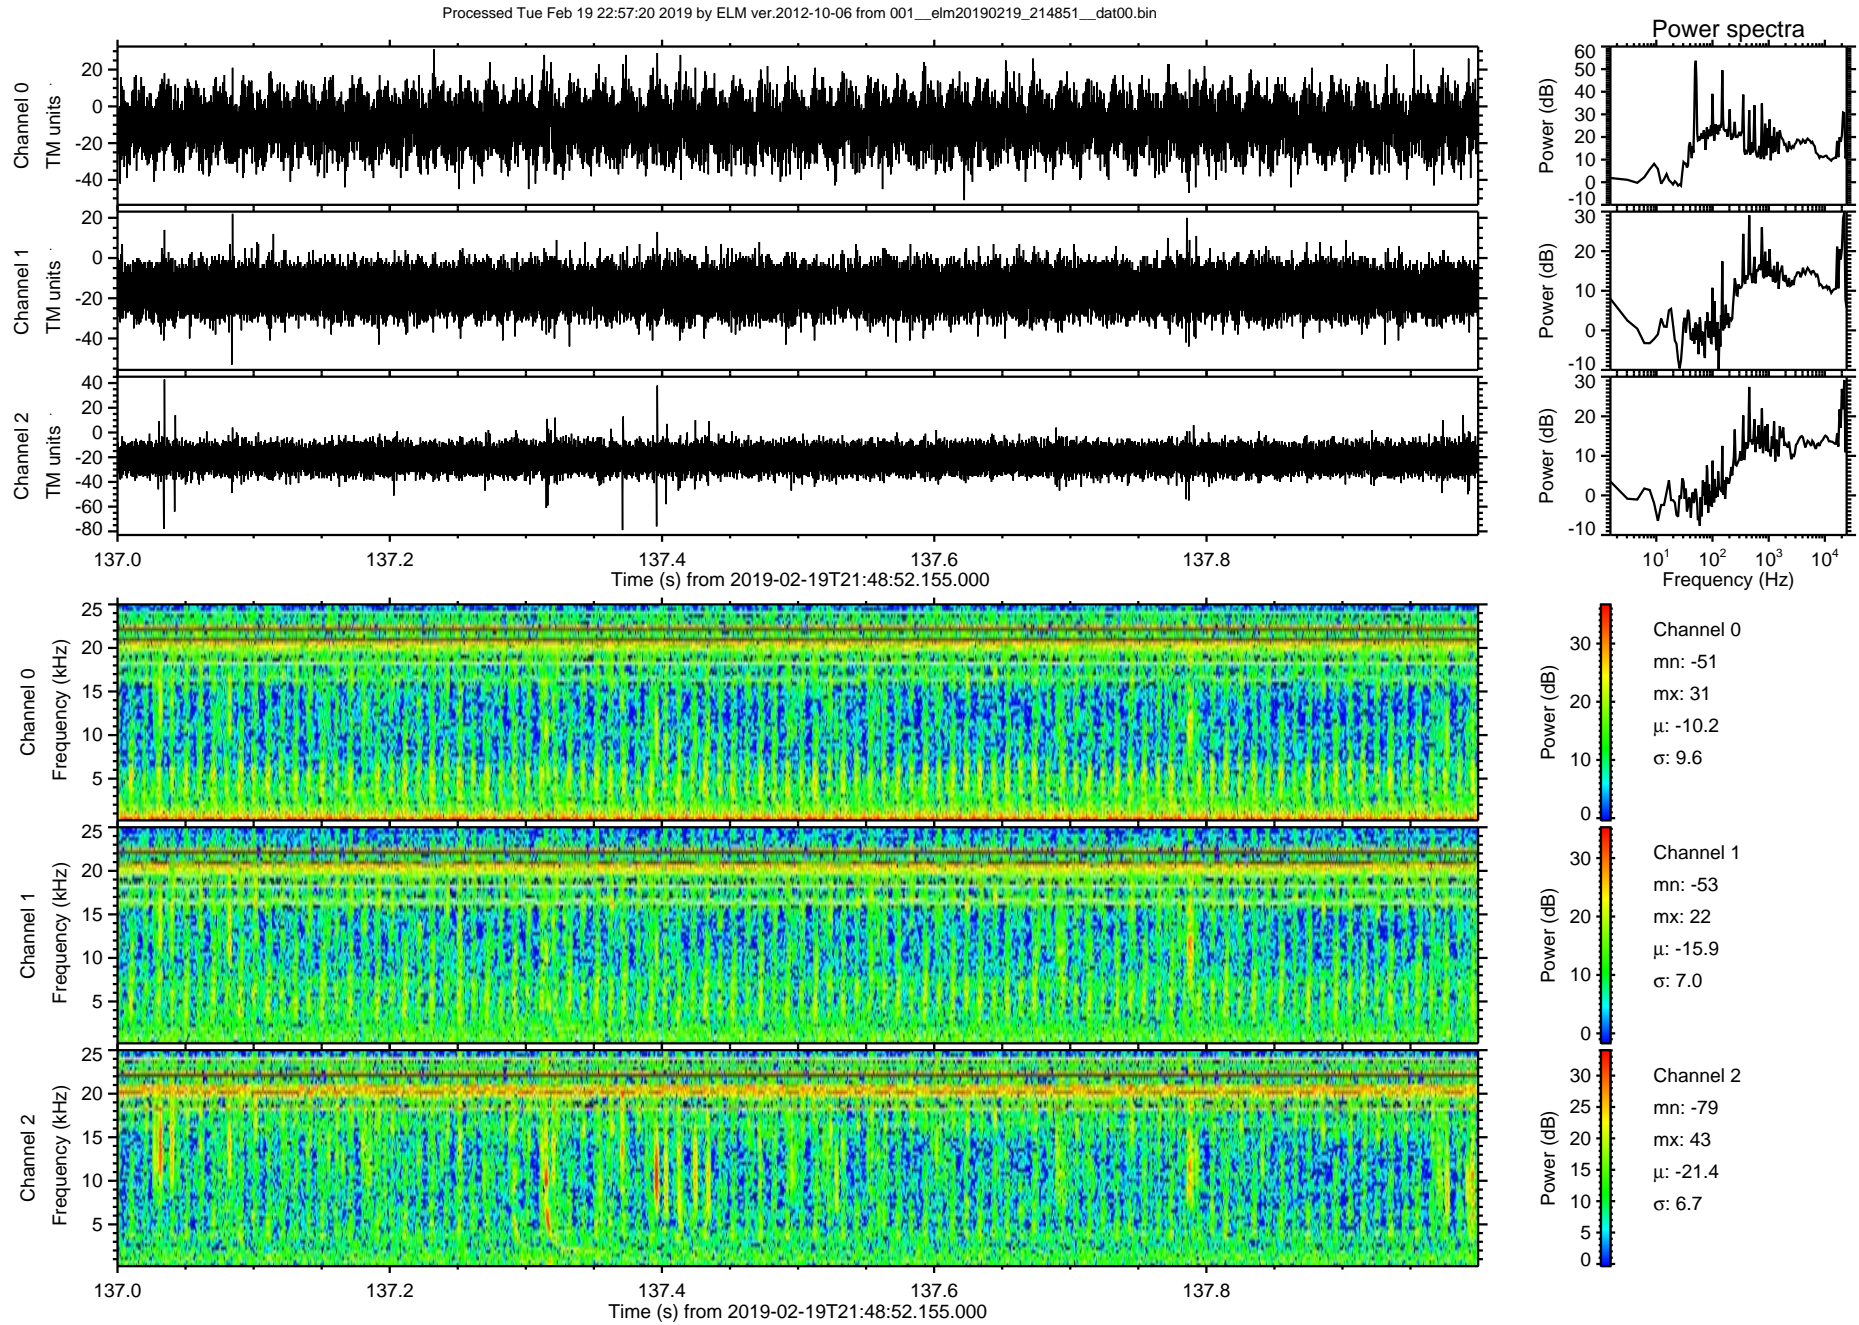 Processed Tue Feb 19 22:57:20 2019 by ELM ver.2012-10-06 from 001__elm20190219_214851__dat00.bin
Power spectra
Channel 0
TM units
20
0
-20
-40
Power (dB)
60
50
40
30
20
10
0
-10
Channel 1
TM units
20
0
-20
-40
Power (dB)
30
20
10
0
-10
Channel 2
TM units
40
20
0
-20
-40
-60
-80
Power (dB)
30
20
10
0
-10
137.0 137.2 137.4 137.6 137.8
Time (s) from 2019-02-19T21:48:52.155.000
10^1 10^2 10^3 10^4
Frequency (Hz)
Channel 0
Frequency (kHz)
25
20
15
10
5
Power (dB)
30
20
10
0
Channel 0
mn: -51
mx: 31
μ: -10.2
σ: 9.6
Channel 1
Frequency (kHz)
25
20
15
10
5
Power (dB)
30
20
10
0
Channel 1
mn: -53
mx: 22
μ: -15.9
σ: 7.0
Channel 2
Frequency (kHz)
25
20
15
10
5
Power (dB)
30
25
20
15
10
5
0
Channel 2
mn: -79
mx: 43
μ: -21.4
σ: 6.7
137.0 137.2 137.4 137.6 137.8
Time (s) from 2019-02-19T21:48:52.155.000